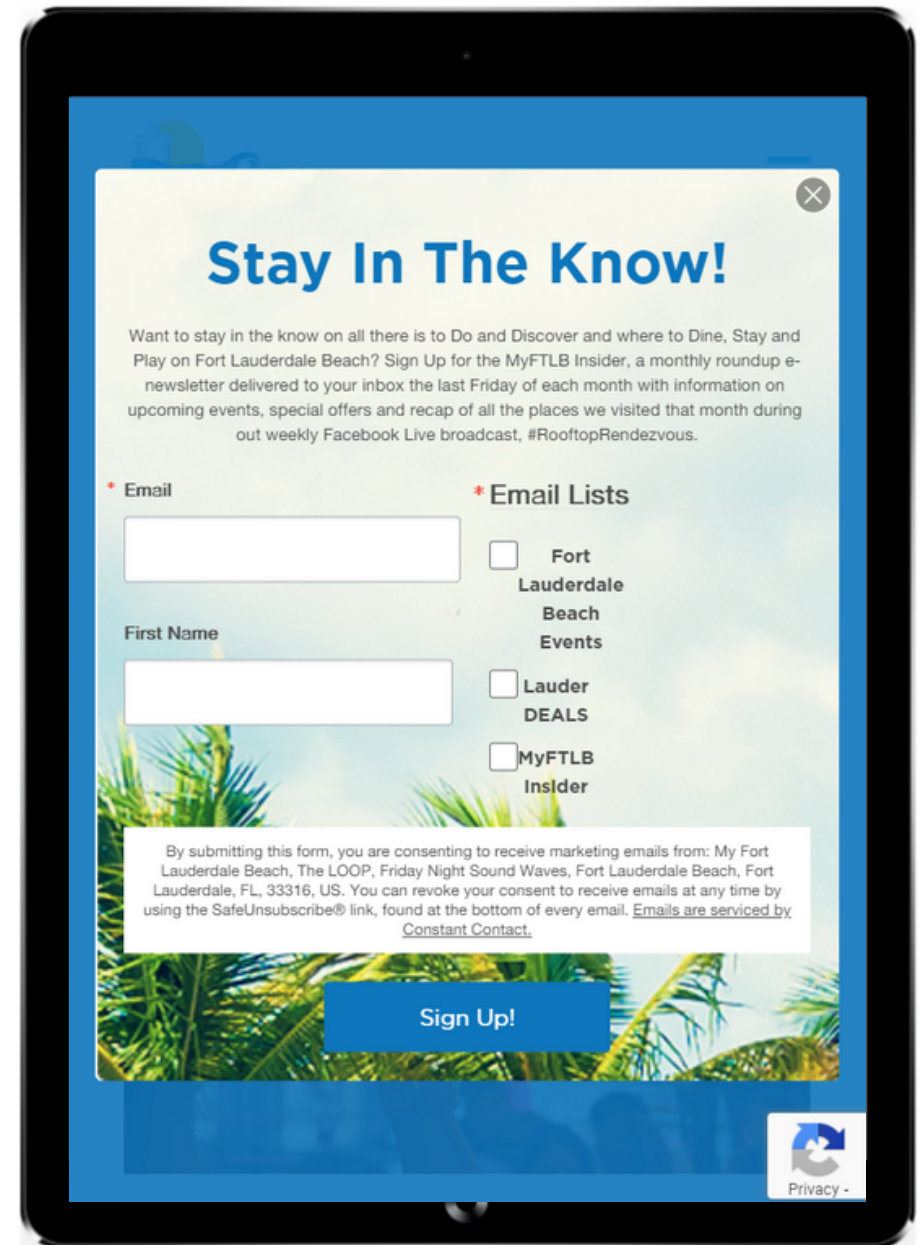 Stay In The Know!
Want to stay in the know on all there is to Do and Discover and where to Dine, Stay and
Play on Fort Lauderdale Beach? Sign Up for the MyFTLB Insider, a monthly roundup e-
newsletter delivered to your inbox the last Friday of each month with information on
upcoming events, special offers and recap of all the places we visited that month during
out weekly Facebook Live broadcast, #RooftopRendezvous.
* Email
First Name
* Email Lists
Fort
Lauderdale
Beach
Events
Lauder
DEALS
MyFTLB
Insider
By submitting this form, you are consenting to receive marketing emails from: My Fort
Lauderdale Beach, The LOOP, Friday Night Sound Waves, Fort Lauderdale Beach, Fort
Lauderdale, FL, 33316, US. You can revoke your consent to receive emails at any time by
using the SafeUnsubscribe® link, found at the bottom of every email. Emails are serviced by
Constant Contact.
Sign Up!
Privacy -